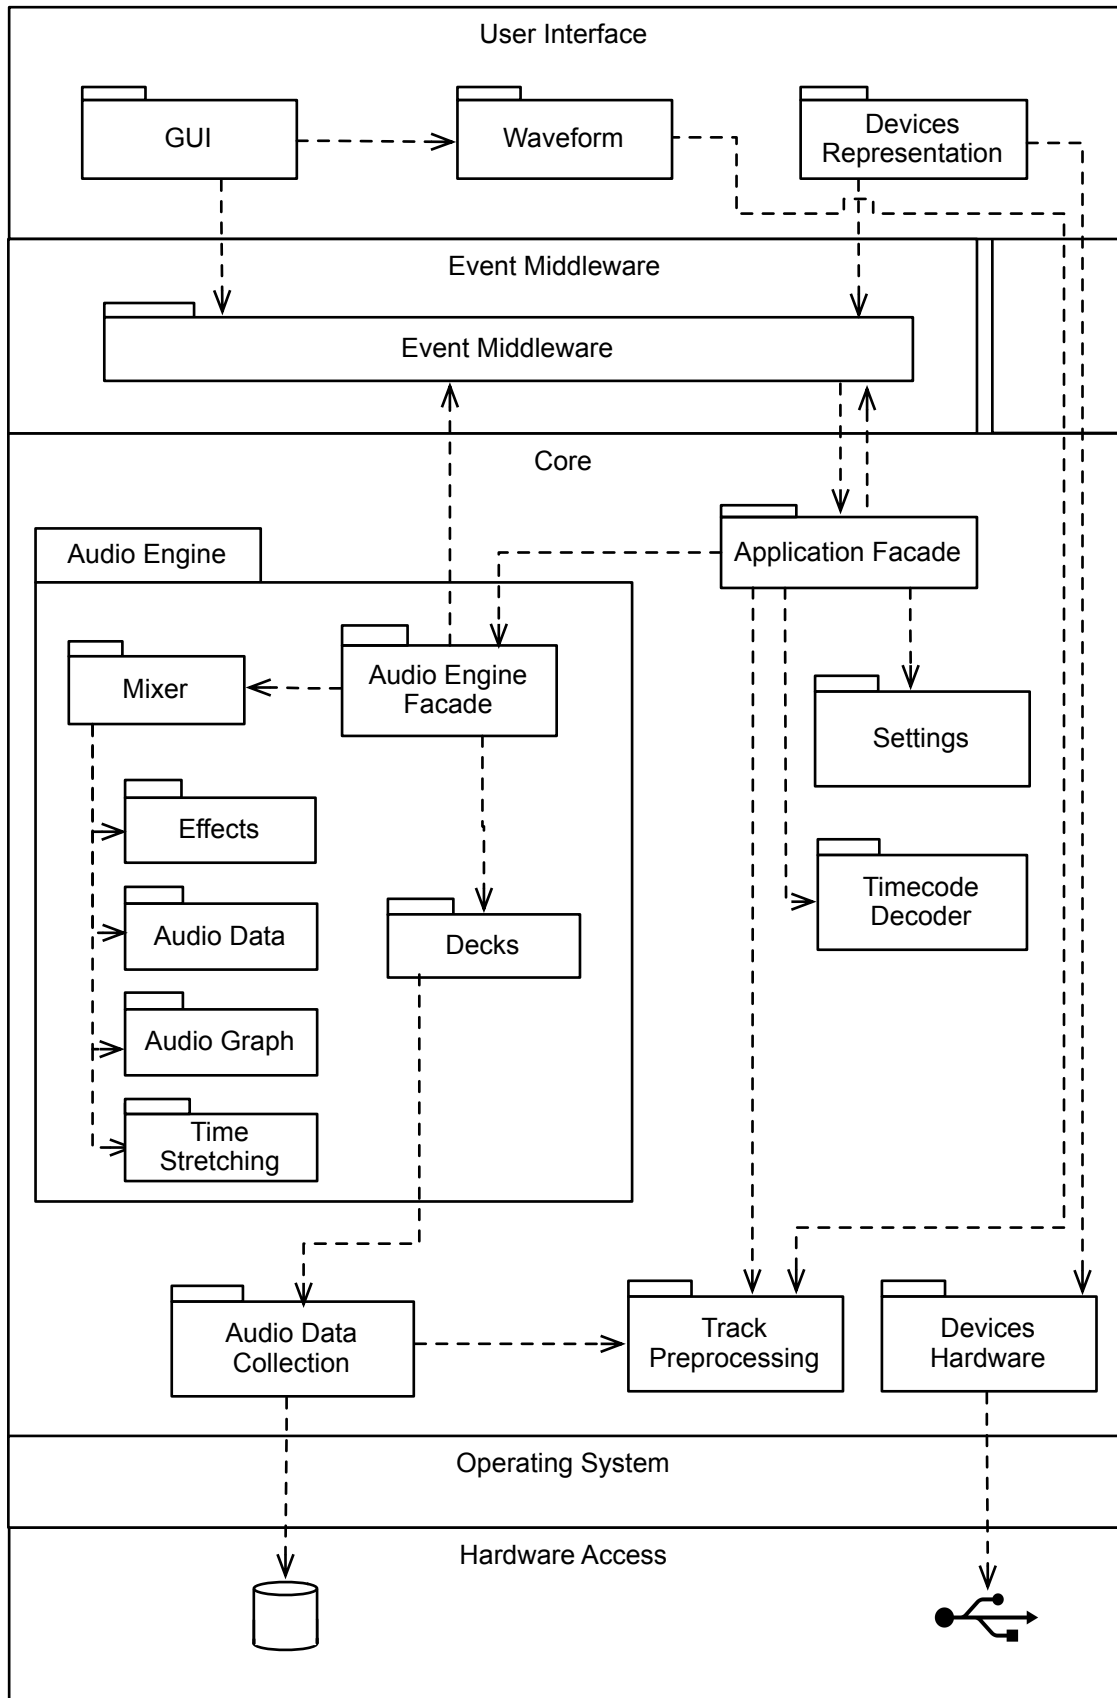 User Interface
GUI
Waveform
Devices
Representation
Event Middleware
Event Middleware
Core
Audio Engine
Application Facade
Mixer
Audio Engine
Facade
Settings
Effects
Timecode
Decoder
Audio Data
Decks
Audio Graph
Time
Stretching
Audio Data
Collection
Track
Preprocessing
Devices
Hardware
Operating System
Hardware Access